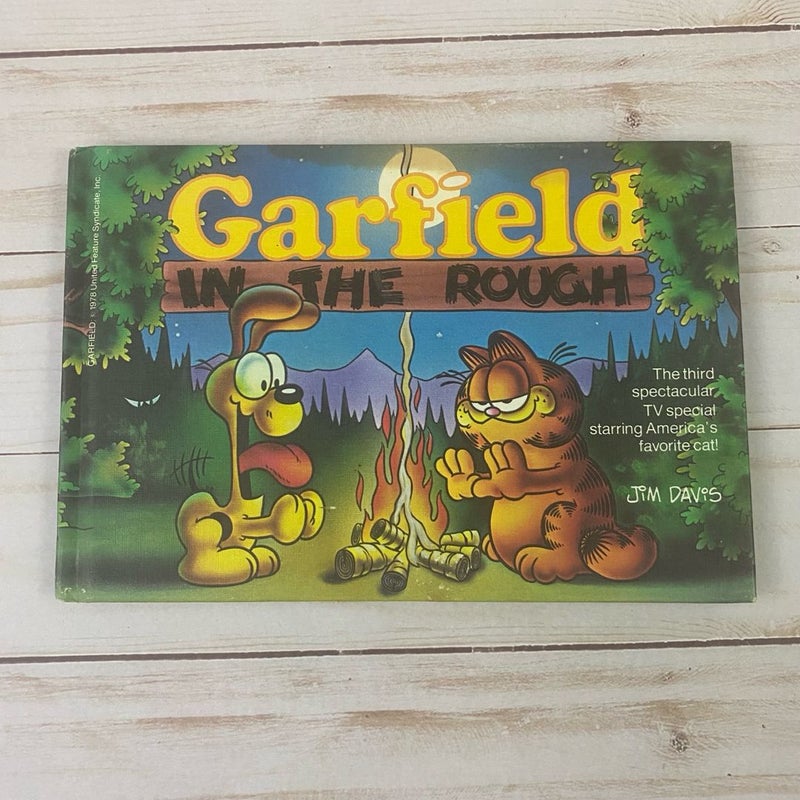 Garfield
IN THE ROUGH
GARFIELD: © 1978 United Feature Syndicate, Inc.
The third
spectacular
TV special
starring America's
favorite cat!
JIM DAVIS